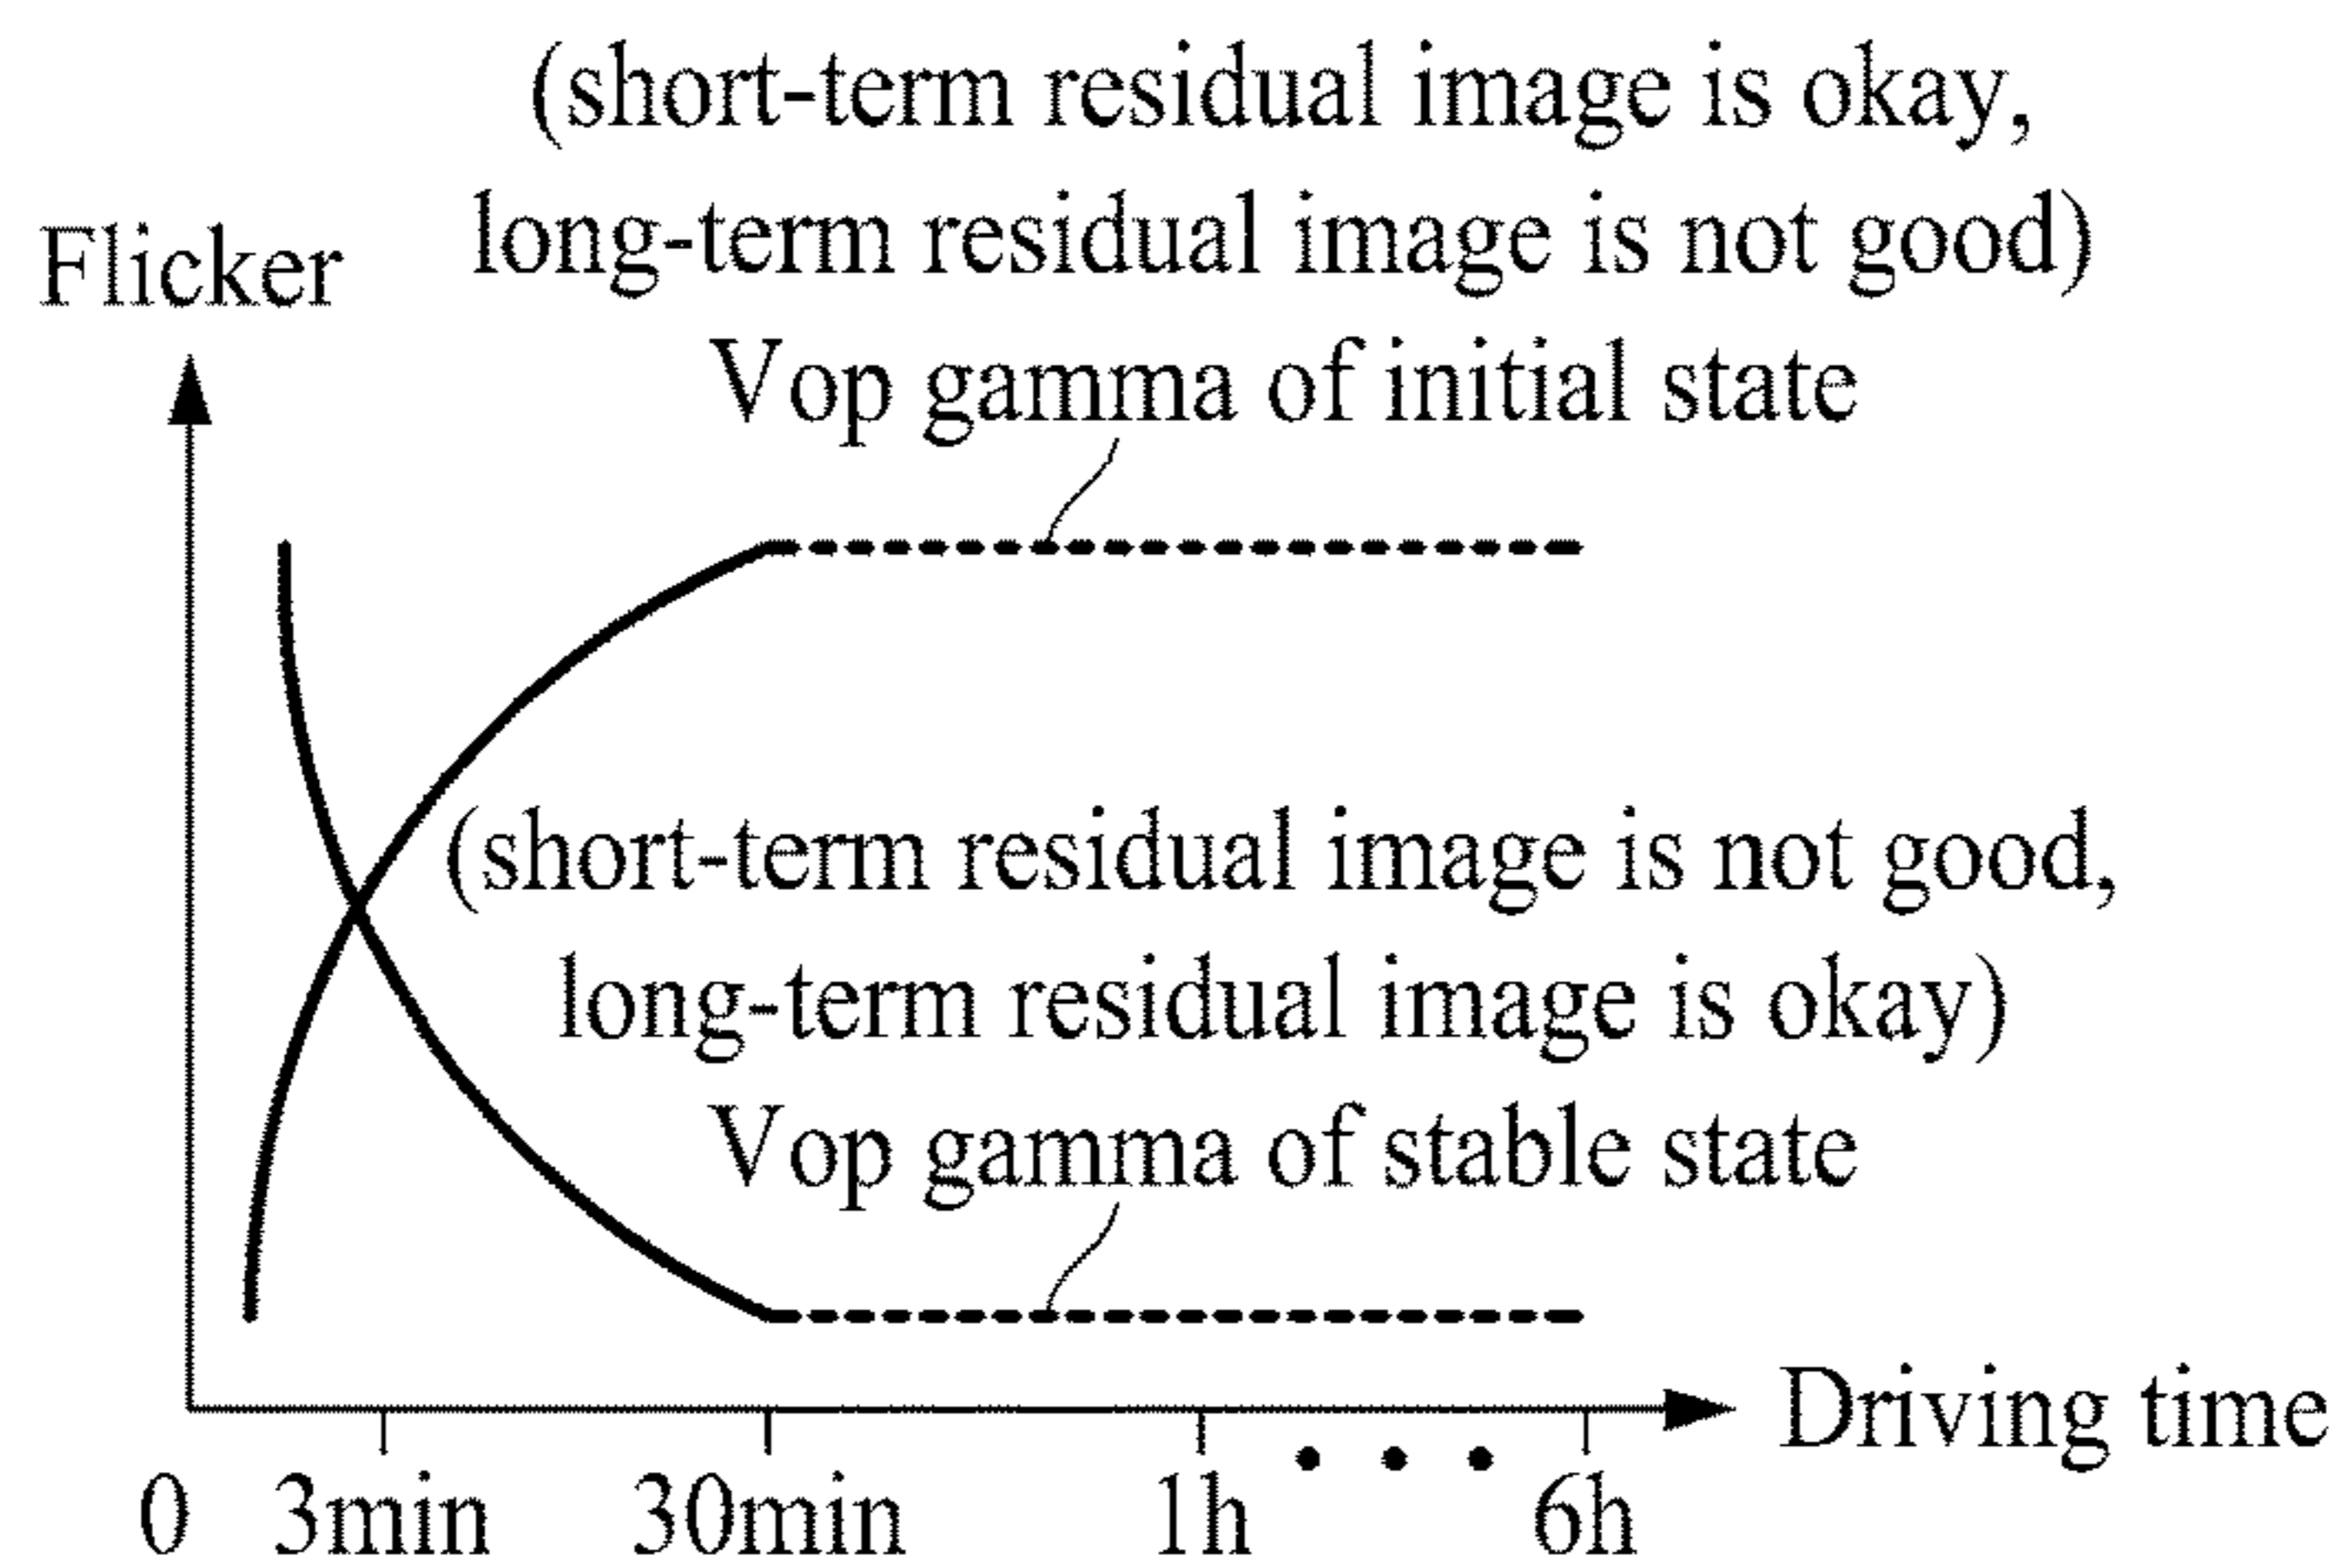 (short-term residual image is okay,
long-term residual image is not good)
Flicker
Vop gamma of initial state
(short-term residual image is not good,
long-term residual image is okay)
Vop gamma of stable state
Driving time
0 3min 30min 1h • • • 6h